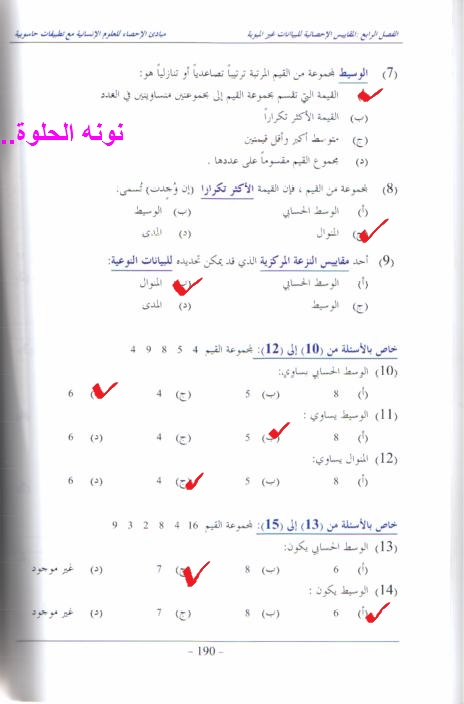 الفصل الرابع: المقاييس الإحصائية للبيانات غير المبوبة
مبادئ الإحصاء للعلوم الإنسانية مع تطبيقات حاسوبية
(7) الوسيط لمجموعة من القيم المرتبة ترتيباً تصاعدياً أو تنازلياً هو:
القيمة التي تقسم مجموعة القيم إلى مجموعتين متساويتين في العدد
(ب) القيمة الأكثر تكراراً
(ج) متوسط أكبر وأقل قيمتين
(د) مجموع القيم مقسوماً على عددها .
نونه الحلوة..
(8) لمجموعة من القيم ، فإن القيمة الأكثر تكرارا (إن وُجدت) تُسمى:
(أ) الوسط الحسابي (ب) الوسيط
(ج) المنوال (د) المدى
(9) أحد مقاييس النزعة المركزية الذي قد يمكن تحديده للبيانات النوعية:
(أ) الوسط الحسابي (ب) المنوال
(ج) الوسيط (د) المدى
خاص بالأسئلة من (10) إلى (12): لمجموعة القيم 4 5 8 9 4
(10) الوسط الحسابي يساوي:
(أ) 8 (ب) 5 (ج) 4 (د) 6
(11) الوسيط يساوي :
(أ) 8 (ب) 5 (ج) 4 (د) 6
(12) المنوال يساوي:
(أ) 8 (ب) 5 (ج) 4 (د) 6
خاص بالأسئلة من (13) إلى (15): لمجموعة القيم 16 4 8 2 3 9
(13) الوسط الحسابي يكون:
(أ) 6 (ب) 8 (ج) 7 (د) غير موجود
(14) الوسيط يكون :
(أ) 6 (ب) 8 (ج) 7 (د) غير موجود
- 190 -